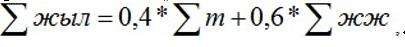 ∑ жыл = 0,4 * ∑ т + 0,6 * ∑ жж ,